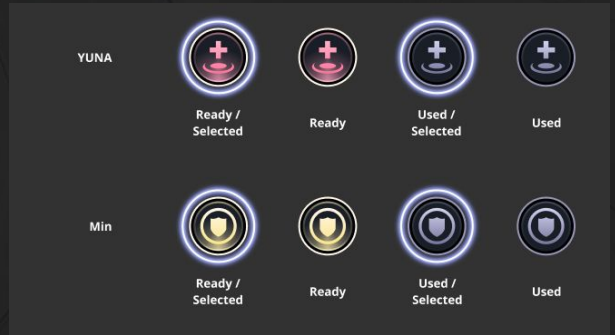 YUNA
Ready /
Selected
Ready
Used /
Selected
Used
Min
Ready /
Selected
Ready
Used /
Selected
Used